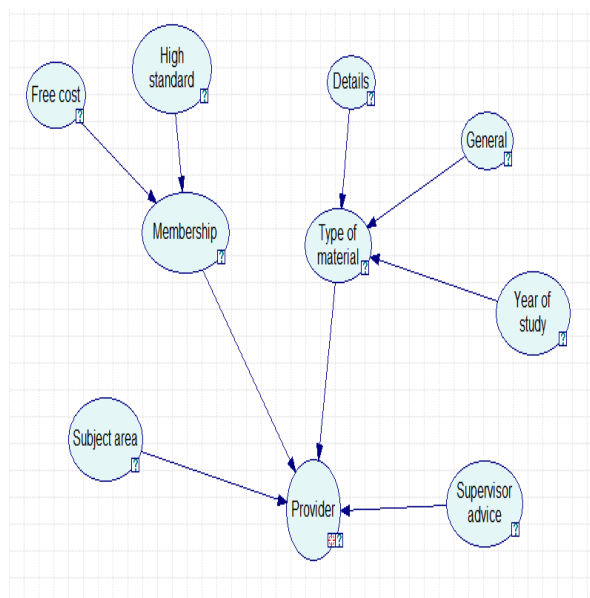 High
standard
Free cost
Details
General
Membership
Type of
material
Year of
study
Subject area
Provider
Supervisor
advice